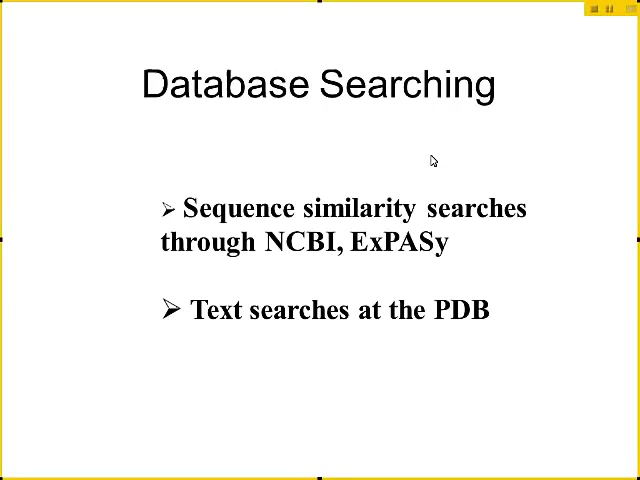 Database Searching
➢ Sequence similarity searches
through NCBI, ExPASy
➢ Text searches at the PDB